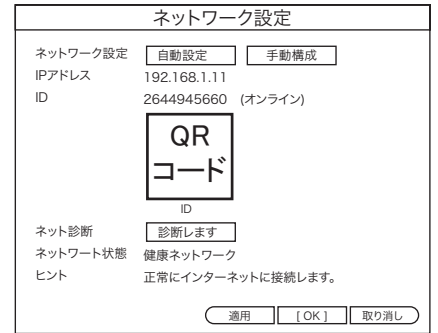 ネットワーク設定
ネットワーク設定 自動設定 手動構成
IPアドレス 192.168.1.11
ID 2644945660 (オンライン)
QR
コード
ID
ネット診断 診断します
ネットワート状態 健康ネットワーク
ヒント 正常にインターネットに接続します。
適用 [ OK ] 取り消し